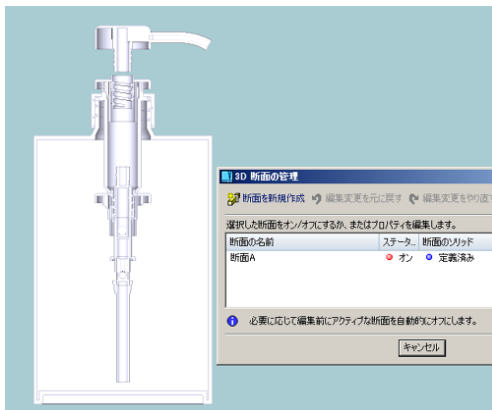 3D 断面の管理
断面を新規作成 編集変更を元に戻す 編集変更をやり直す
選択した断面をオン/オフにするか、またはプロパティを編集します。
断面の名前 ステータ... 断面のソリッド
断面A オン 定義済み
必要に応じて編集前にアクティブな断面を自動的にオフにします。
キャンセル